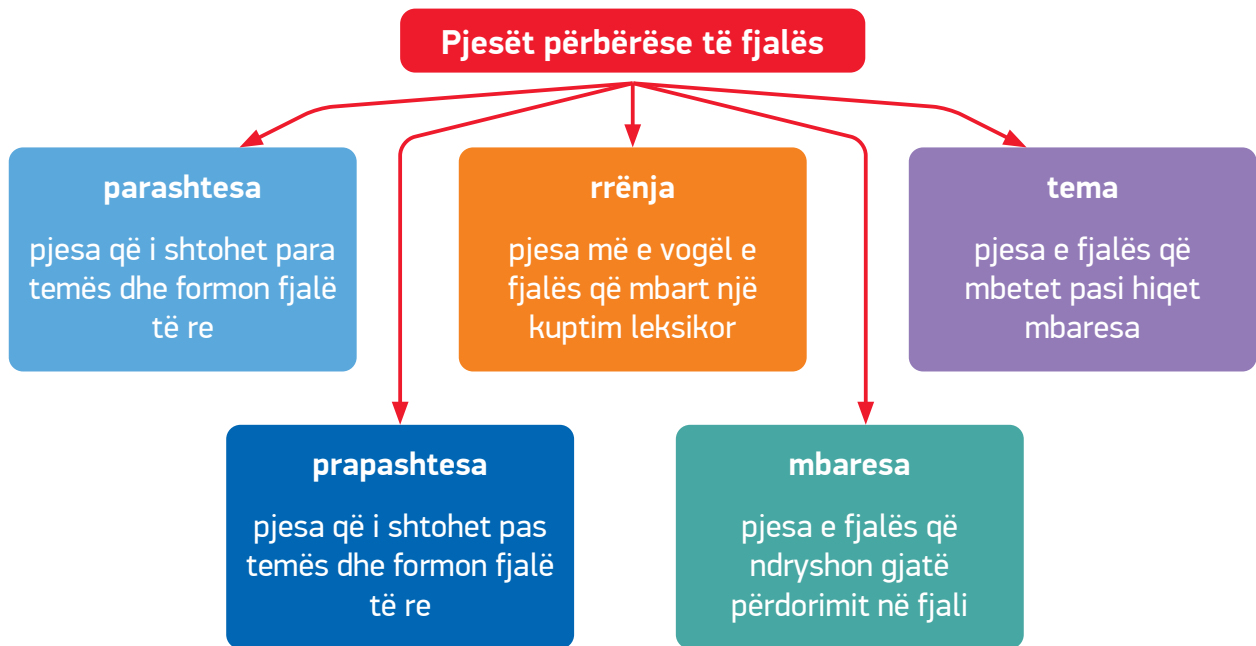 Pjesët përbërëse të fjalës
parashtesa
pjesa që i shtohet para
temës dhe formon fjalë
të re
rrënja
pjesa më e vogël e
fjalës që mbart një
kuptim leksikor
tema
pjesa e fjalës që
mbetet pasi hiqet
mbaresa
prapashtesa
pjesa që i shtohet pas
temës dhe formon fjalë
të re
mbaresa
pjesa e fjalës që
ndryshon gjatë
përdorimit në fjali